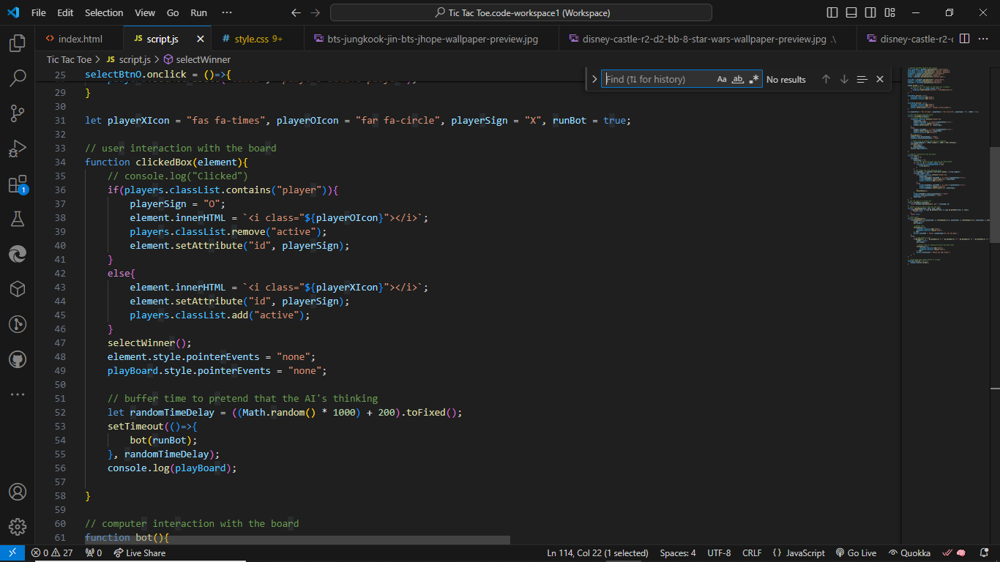 File Edit Selection View Go Run ··· Tic Tac Toe.code-workspace1 (Workspace)
index.html JS script.js # style.css 9+ bts-jungkook-jin-bts-jhope-wallpaper-preview.jpg disney-castle-r2-d2-bb-8-star-wars-wallpaper-preview.jpg .\ disney-castle-r2-d
Tic Tac Toe > JS script.js > selectWinner
Find (⇅ for history) Aa ab .* No results
25 selectBtnO.onclick = ()=>{
29 }
30
31 let playerXIcon = "fas fa-times", playerOIcon = "far fa-circle", playerSign = "X", runBot = true;
32
33 // user interaction with the board
34 function clickedBox(element){
35 // console.log("Clicked")
36 if(players.classList.contains("player")){
37 playerSign = "O";
38 element.innerHTML = `<i class="${playerOIcon}"></i>`;
39 players.classList.remove("active");
40 element.setAttribute("id", playerSign);
41 }
42 else{
43 element.innerHTML = `<i class="${playerXIcon}"></i>`;
44 element.setAttribute("id", playerSign);
45 players.classList.add("active");
46 }
47 selectWinner();
48 element.style.pointerEvents = "none";
49 playBoard.style.pointerEvents = "none";
50
51 // buffer time to pretend that the AI's thinking
52 let randomTimeDelay = ((Math.random() * 1000) + 200).toFixed();
53 setTimeout(()=>{
54 bot(runBot);
55 }, randomTimeDelay);
56 console.log(playBoard);
57
58 }
59
60 // computer interaction with the board
61 function bot(){
1
0 27 0 Live Share Ln 114, Col 22 (1 selected) Spaces: 4 UTF-8 CRLF {} JavaScript Go Live Quokka